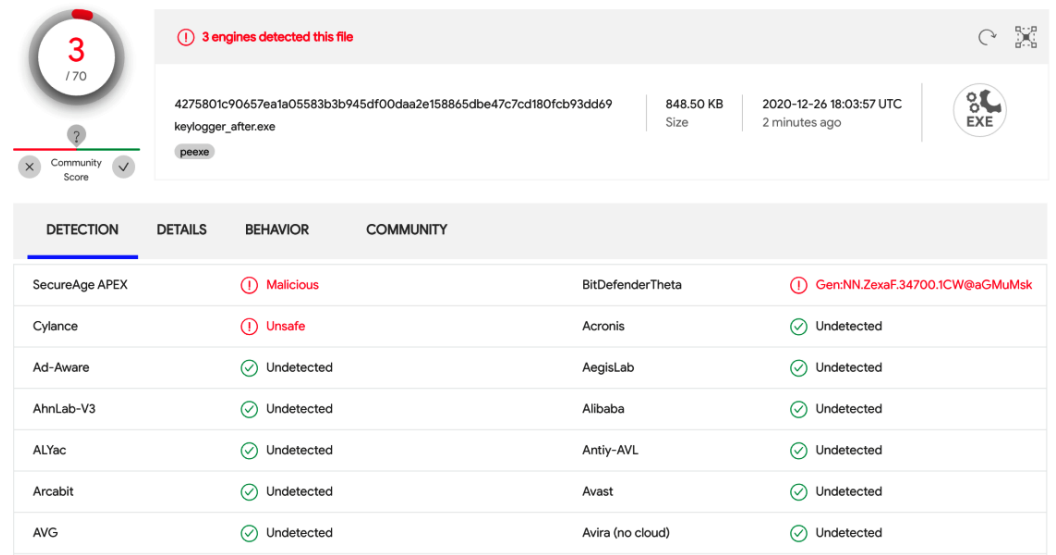 3
/ 70
?
Community
Score
3 engines detected this file
4275801c90657ea1a05583b3b945df00daa2e158865dbe47c7cd180fcb93dd69
keylogger_after.exe
peexe
848.50 KB
Size
2020-12-26 18:03:57 UTC
2 minutes ago
EXE
DETECTION DETAILS BEHAVIOR COMMUNITY
SecureAge APEX Malicious BitDefenderTheta Gen:NN.ZexaF.34700.1CW@aGMuMsk
Cylance Unsafe Acronis Undetected
Ad-Aware Undetected AegisLab Undetected
AhnLab-V3 Undetected Alibaba Undetected
ALYac Undetected Antiy-AVL Undetected
Arcabit Undetected Avast Undetected
AVG Undetected Avira (no cloud) Undetected